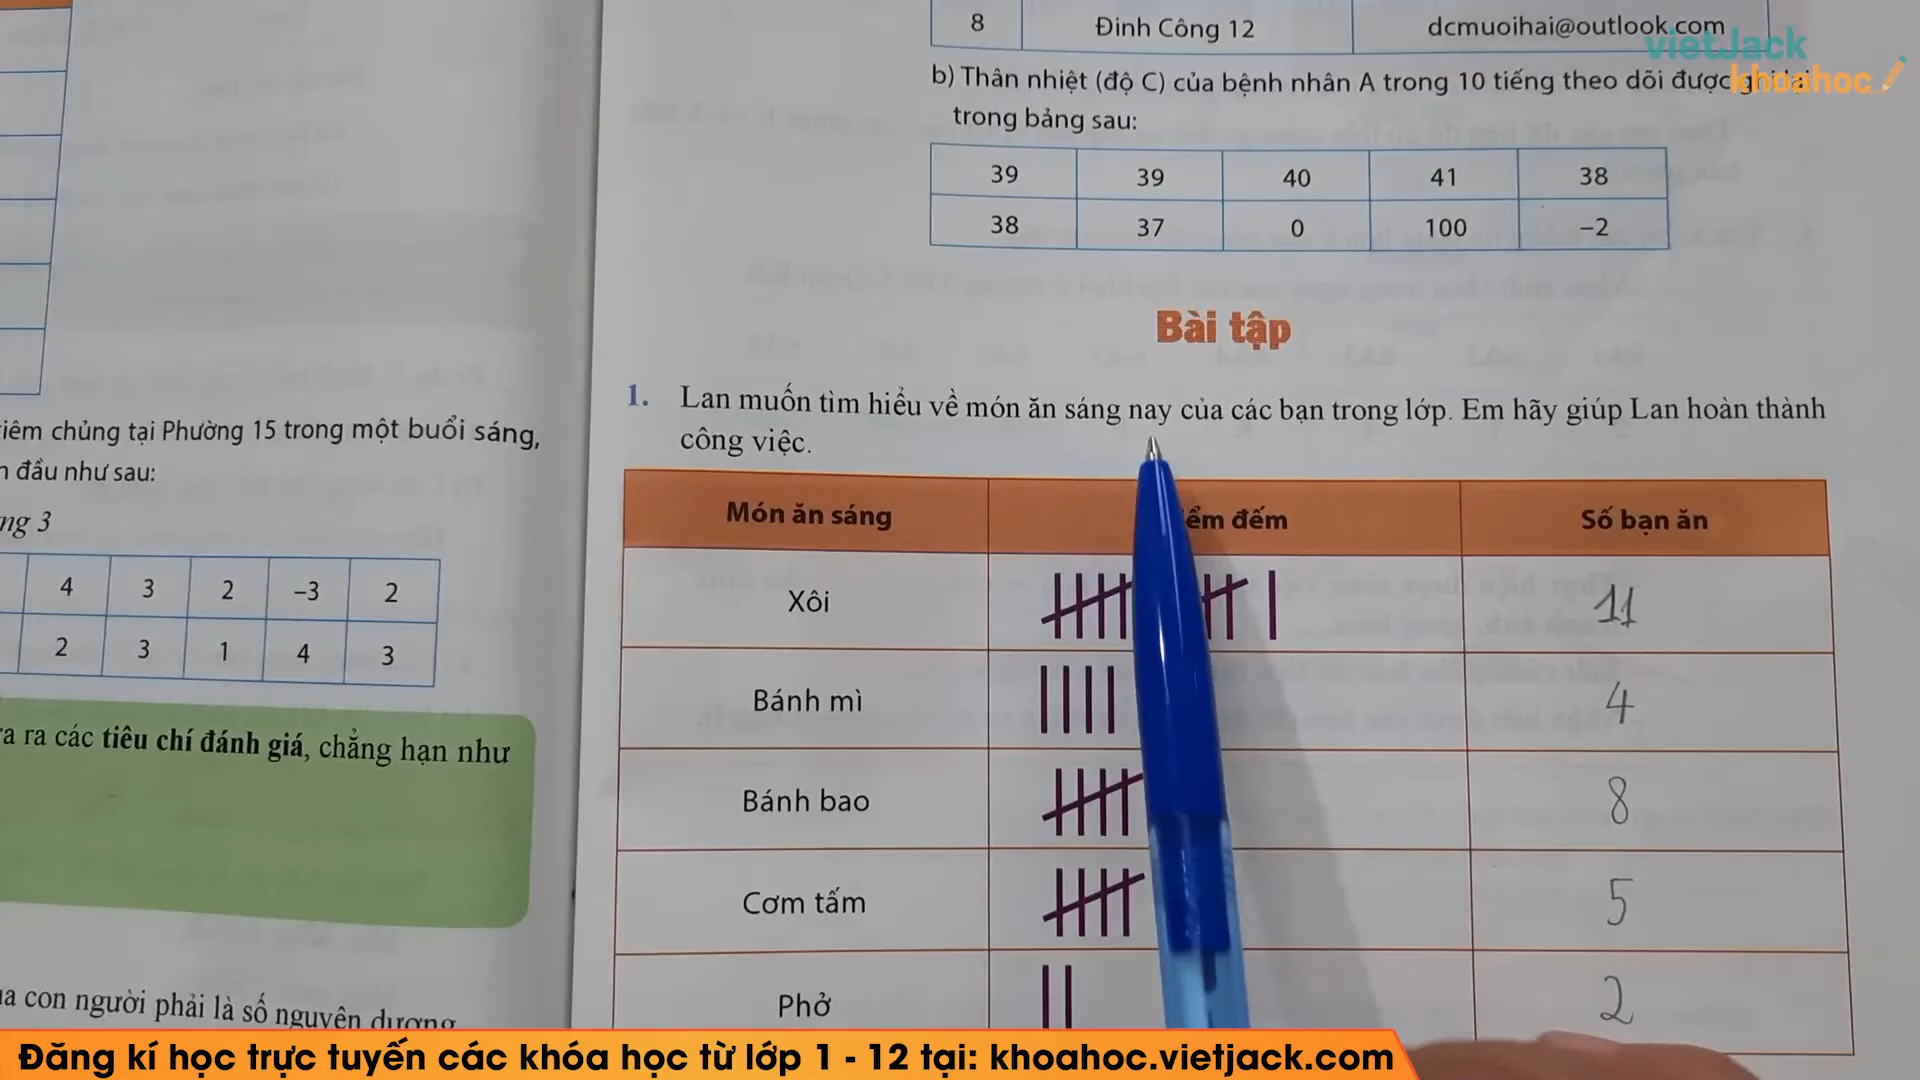 8 Đinh Công 12 dcmuoihai@outlook.com
vietJack
khoahoc
b) Thân nhiệt (độ C) của bệnh nhân A trong 10 tiếng theo dõi được ghi lại
trong bảng sau:
39 39 40 41 38
38 37 0 100 –2
Bài tập
1. Lan muốn tìm hiểu về món ăn sáng nay của các bạn trong lớp. Em hãy giúp Lan hoàn thành
công việc.
Món ăn sáng ểm đếm Số bạn ăn
Xôi 11
Bánh mì 4
Bánh bao 8
Cơm tấm 5
Phở 2
tiêm chủng tại Phường 15 trong một buổi sáng,
n đầu như sau:
ng 3
4 3 2 –3 2
2 3 1 4 3
a ra các tiêu chí đánh giá, chẳng hạn như
a con người phải là số nguyên dương
Đăng kí học trực tuyến các khóa học từ lớp 1 - 12 tại: khoahoc.vietjack.com